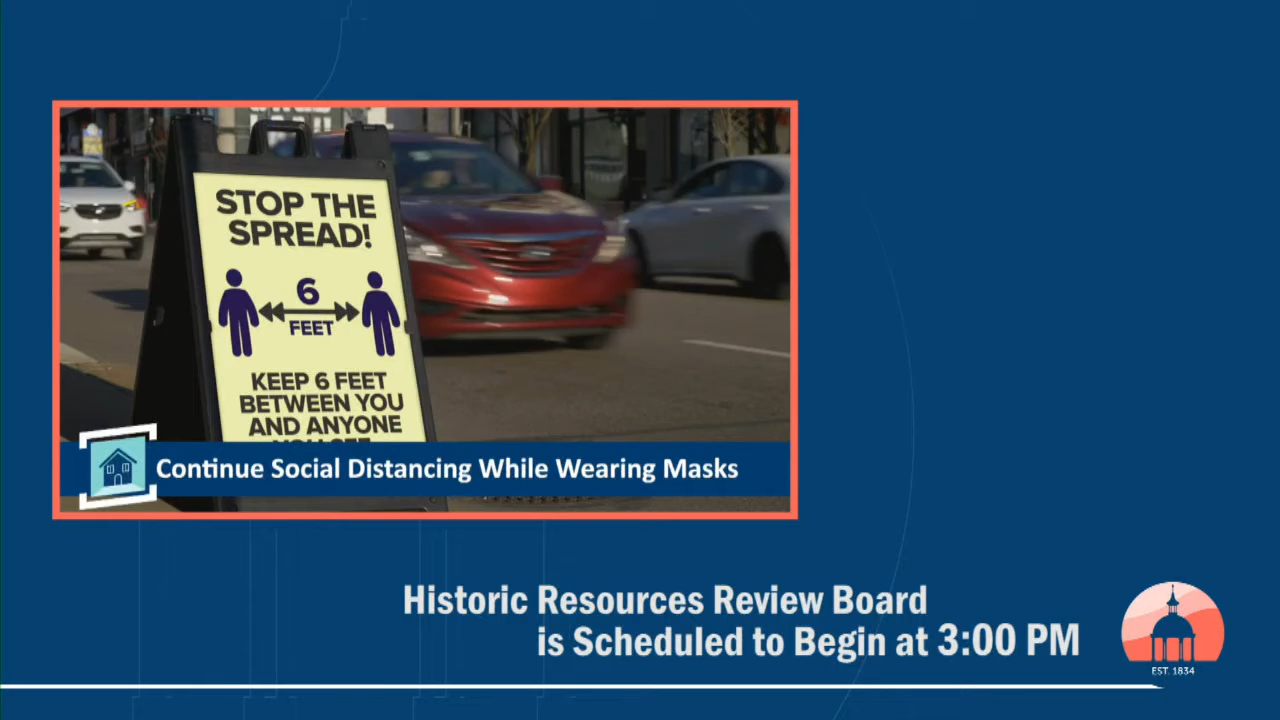 STOP THE
SPREAD!
6
FEET
KEEP 6 FEET
BETWEEN YOU
AND ANYONE
Continue Social Distancing While Wearing Masks
Historic Resources Review Board
is Scheduled to Begin at 3:00 PM
EST. 1834